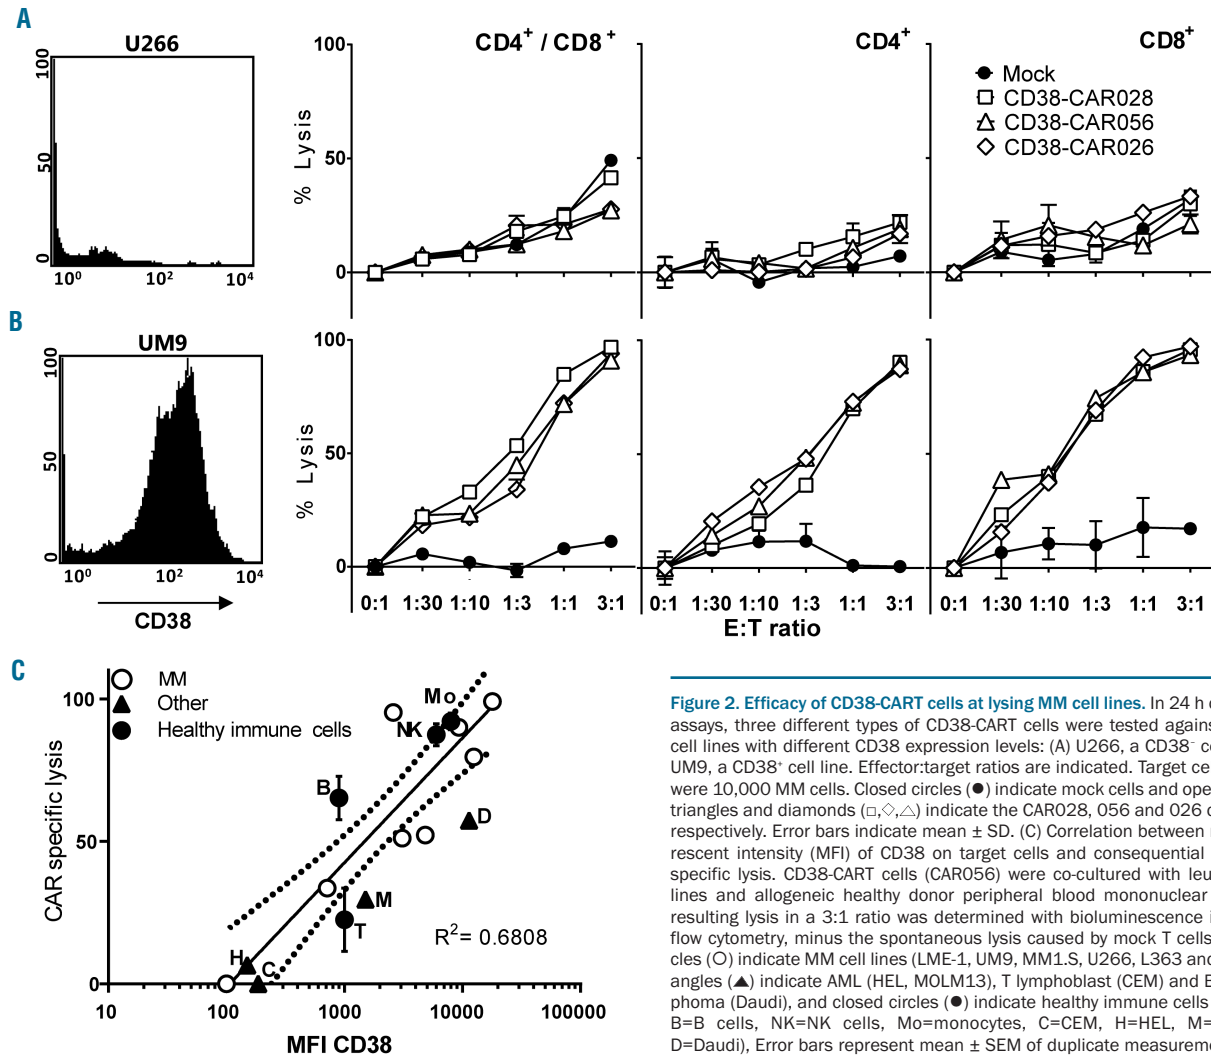 A
U266
100
50
0
10⁰ 10² 10⁴
% Lysis
100
50
0
CD4⁺ / CD8⁺
CD4⁺
CD8⁺
Mock
CD38-CAR028
CD38-CAR056
CD38-CAR026
B
UM9
100
50
0
10⁰ 10² 10⁴
CD38
% Lysis
100
50
0
0:1 1:30 1:10 1:3 1:1 3:1
0:1 1:30 1:10 1:3 1:1 3:1
0:1 1:30 1:10 1:3 1:1 3:1
E:T ratio
C
MM
Other
Healthy immune cells
CAR specific lysis
100
50
0
Mo
NK
B
D
M
T
H
C
R²= 0.6808
10 100 1000 10000 100000
MFI CD38
Figure 2. Efficacy of CD38-CART cells at lysing MM cell lines. In 24 h
assays, three different types of CD38-CART cells were tested against
cell lines with different CD38 expression levels: (A) U266, a CD38⁻
UM9, a CD38⁺ cell line. Effector:target ratios are indicated. Target
were 10,000 MM cells. Closed circles (●) indicate mock cells and
triangles and diamonds (□,◇,△) indicate the CAR028, 056 and 026
respectively. Error bars indicate mean ± SD. (C) Correlation between
rescent intensity (MFI) of CD38 on target cells and consequential
specific lysis. CD38-CART cells (CAR056) were co-cultured with
lines and allogeneic healthy donor peripheral blood mononuclear
resulting lysis in a 3:1 ratio was determined with bioluminescence
flow cytometry, minus the spontaneous lysis caused by mock T cells
cles (○) indicate MM cell lines (LME-1, UM9, MM1.S, U266, L363
angles (▲) indicate AML (HEL, MOLM13), T lymphoblast (CEM) and
phoma (Daudi), and closed circles (●) indicate healthy immune cells
B=B cells, NK=NK cells, Mo=monocytes, C=CEM, H=HEL, M=
D=Daudi), Error bars represent mean ± SEM of duplicate